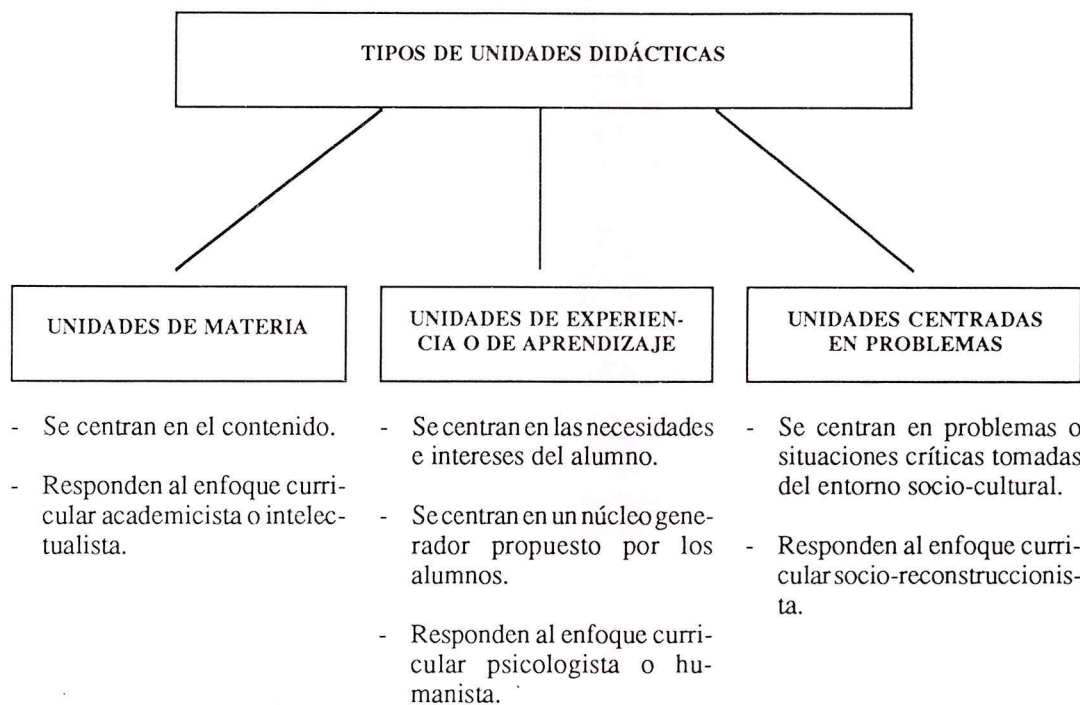 TIPOS DE UNIDADES DIDÁCTICAS
UNIDADES DE MATERIA
- Se centran en el contenido.
- Responden al enfoque curri-
cular academicista o intelec-
tualista.
UNIDADES DE EXPERIEN-
CIA O DE APRENDIZAJE
- Se centran en las necesidades
e intereses del alumno.
- Se centran en un núcleo gene-
rador propuesto por los
alumnos.
- Responden al enfoque curri-
cular psicologista o hu-
manista.
UNIDADES CENTRADAS
EN PROBLEMAS
- Se centran en problemas o
situaciones críticas tomadas
del entorno socio-cultural.
- Responden al enfoque curri-
cular socio-reconstruccionis-
ta.